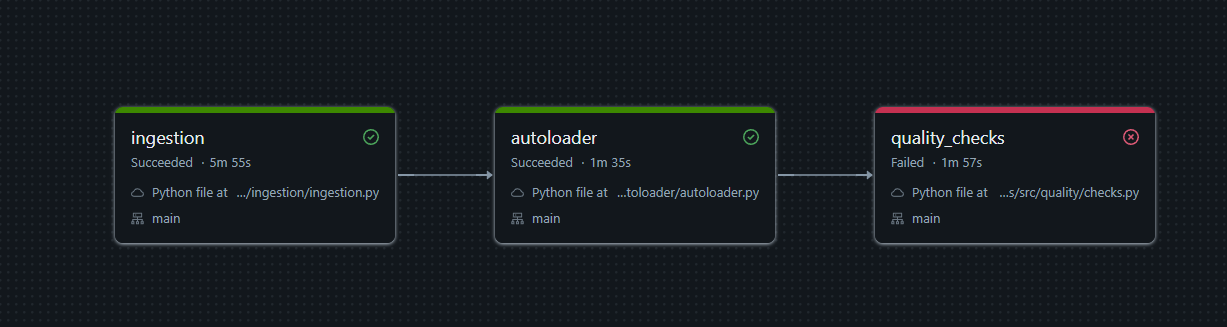 ingestion
Succeeded · 5m 55s
Python file at …/ingestion/ingestion.py
main
autoloader
Succeeded · 1m 35s
Python file at …toloader/autoloader.py
main
quality_checks
Failed · 1m 57s
Python file at …s/src/quality/checks.py
main